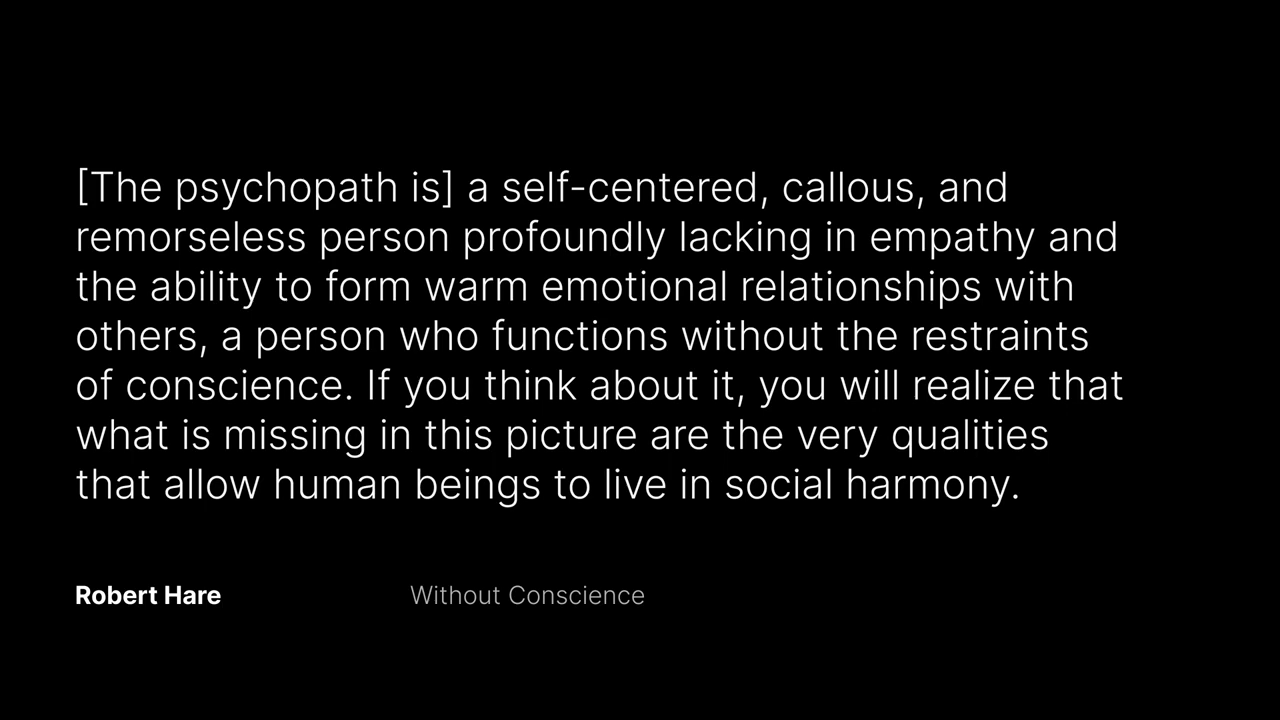 [The psychopath is] a self-centered, callous, and
remorseless person profoundly lacking in empathy and
the ability to form warm emotional relationships with
others, a person who functions without the restraints
of conscience. If you think about it, you will realize that
what is missing in this picture are the very qualities
that allow human beings to live in social harmony.
Robert Hare Without Conscience